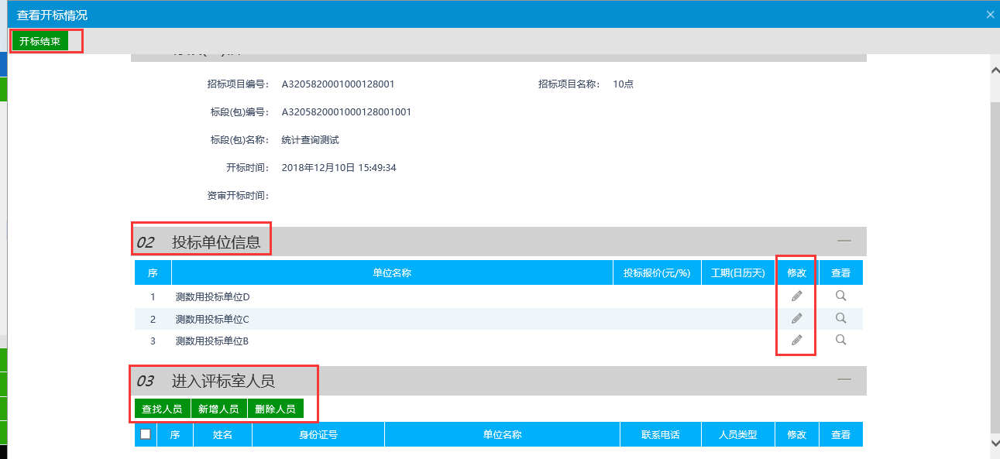 查看开标情况
开标结束
招标项目编号： A3205820001000128001 招标项目名称： 10点
标段(包)编号： A3205820001000128001001
标段(包)名称： 统计查询测试
开标时间： 2018年12月10日 15:49:34
资审开标时间：
02 投标单位信息
序 单位名称 投标报价(元/%) 工期(日历天) 修改 查看
1 测数用投标单位D
2 测数用投标单位C
3 测数用投标单位B
03 进入评标室人员
查找人员 新增人员 删除人员
序 姓名 身份证号 单位名称 联系电话 人员类型 修改 查看